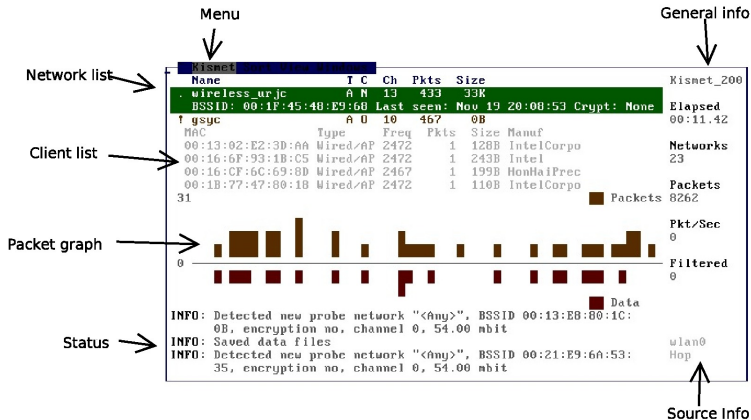 Menu
General info
Network list
Client list
Packet graph
Status
Source Info
Kismet Sort View Windows
Name T C Ch Pkts Size
. wireless_urjc A N 13 433 33K
BSSID: 00:1F:45:48:E9:68 Last seen: Nov 19 20:08:53 Crypt: None
! gsyc A O 10 467 0B
MAC Type Freq Pkts Size Manuf
00:13:02:E2:3D:AA Wired/AP 2472 1 128B IntelCorpo
00:16:6F:93:1B:C5 Wired/AP 2472 1 243B Intel
00:16:CF:6C:69:8D Wired/AP 2467 1 199B HonHaiPrec
00:1B:77:47:80:18 Wired/AP 2472 1 110B IntelCorpo
31
Packets
0
Data
INFO: Detected new probe network "<Any>", BSSID 00:13:E8:80:1C:
0B, encryption no, channel 0, 54.00 mbit
INFO: Saved data files
INFO: Detected new probe network "<Any>", BSSID 00:21:E9:6A:53:
35, encryption no, channel 0, 54.00 mbit
Kismet_200
Elapsed
00:11.42
Networks
23
Packets
8262
Pkt/Sec
0
Filtered
0
wlan0
Hop